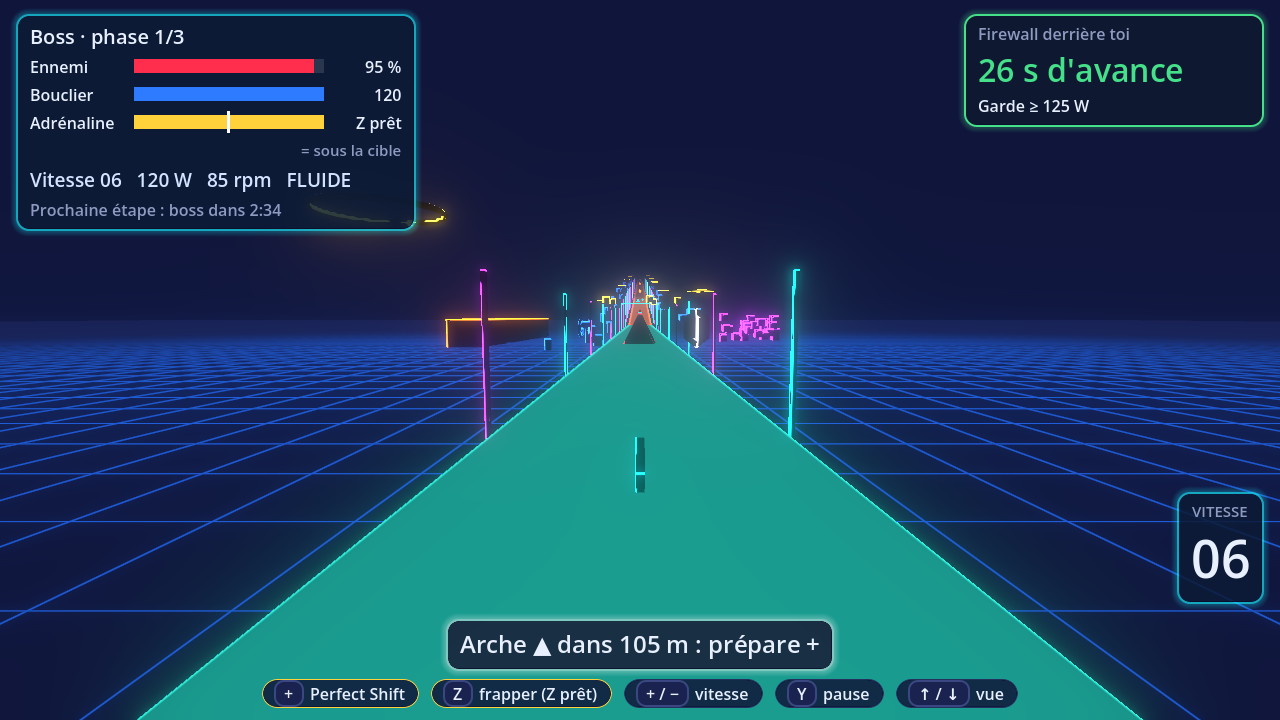 Boss · phase 1/3
Ennemi 95 %
Bouclier 120
Adrénaline Z prêt
= sous la cible
Vitesse 06 120 W 85 rpm FLUIDE
Prochaine étape : boss dans 2:34
Firewall derrière toi
26 s d'avance
Garde ≥ 125 W
VITESSE
06
Arche ▲ dans 105 m : prépare +
+ Perfect Shift Z frapper (Z prêt) + / − vitesse Y pause ↑ / ↓ vue